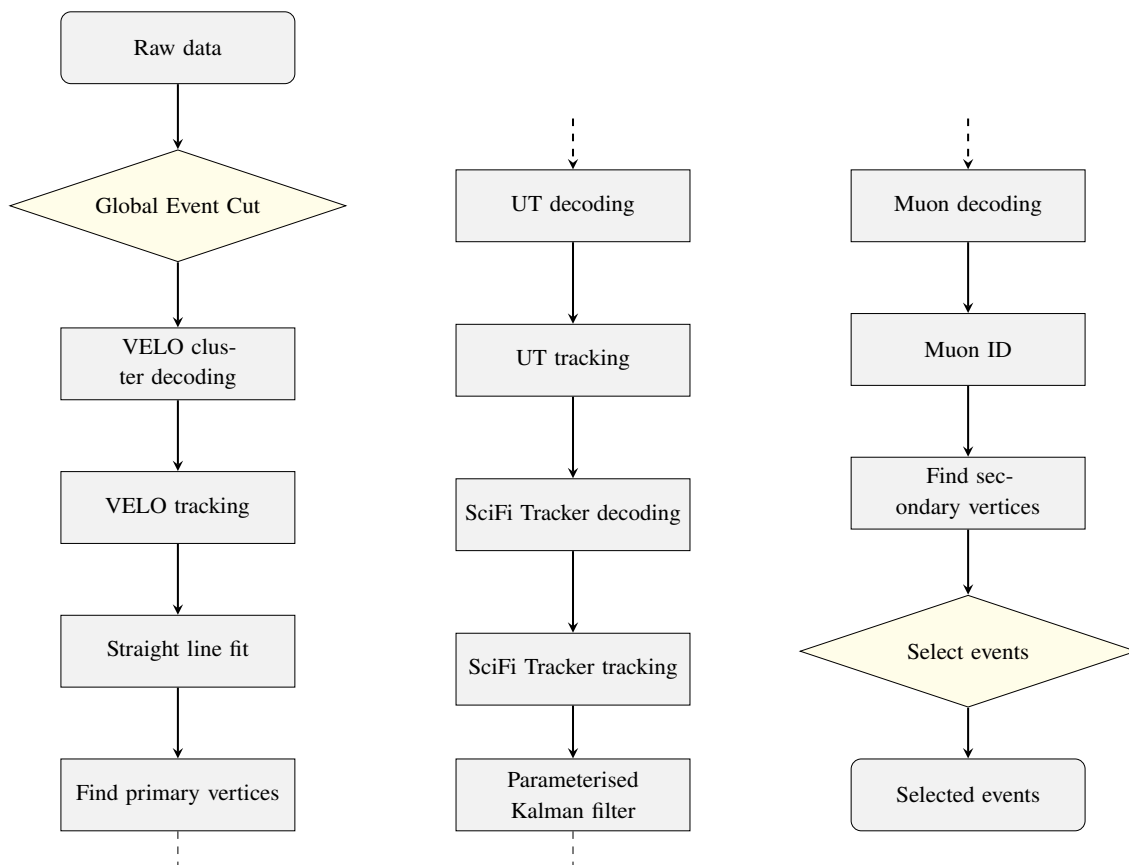 Raw data
Global Event Cut
VELO clus-
ter decoding
VELO tracking
Straight line fit
Find primary vertices
UT decoding
UT tracking
SciFi Tracker decoding
SciFi Tracker tracking
Parameterised
Kalman filter
Muon decoding
Muon ID
Find sec-
ondary vertices
Select events
Selected events